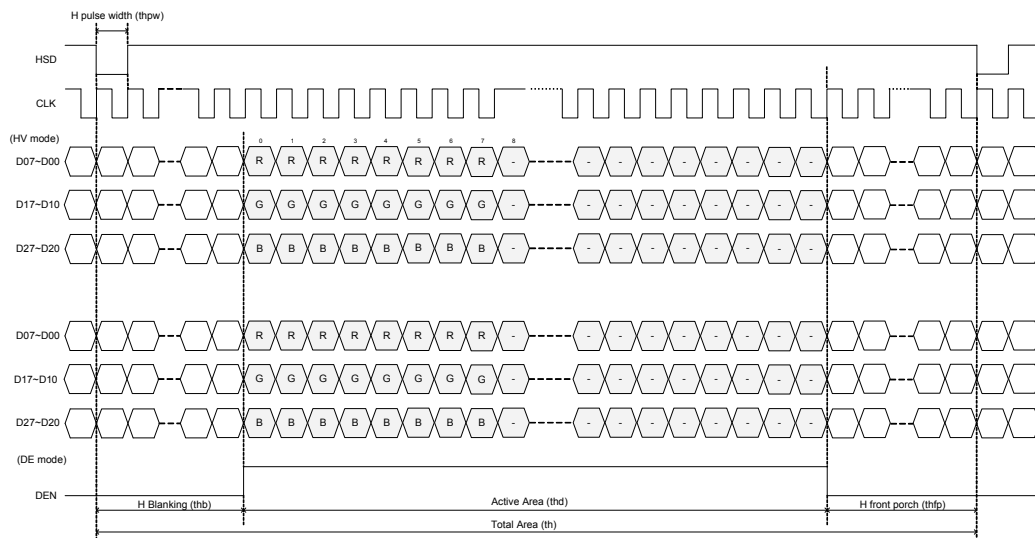 H pulse width (thpw)
HSD
CLK
(HV mode)
0 1 2 3 4 5 6 7 8
D07~D00 R R R R R R R R - - - - - - - - -
D17~D10 G G G G G G G G - - - - - - - - -
D27~D20 B B B B B B B B - - - - - - - - -
D07~D00 R R R R R R R R - - - - - - - - -
D17~D10 G G G G G G G G - - - - - - - - -
D27~D20 B B B B B B B B - - - - - - - - -
(DE mode)
DEN
H Blanking (thb) Active Area (thd) H front porch (thfp)
Total Area (th)